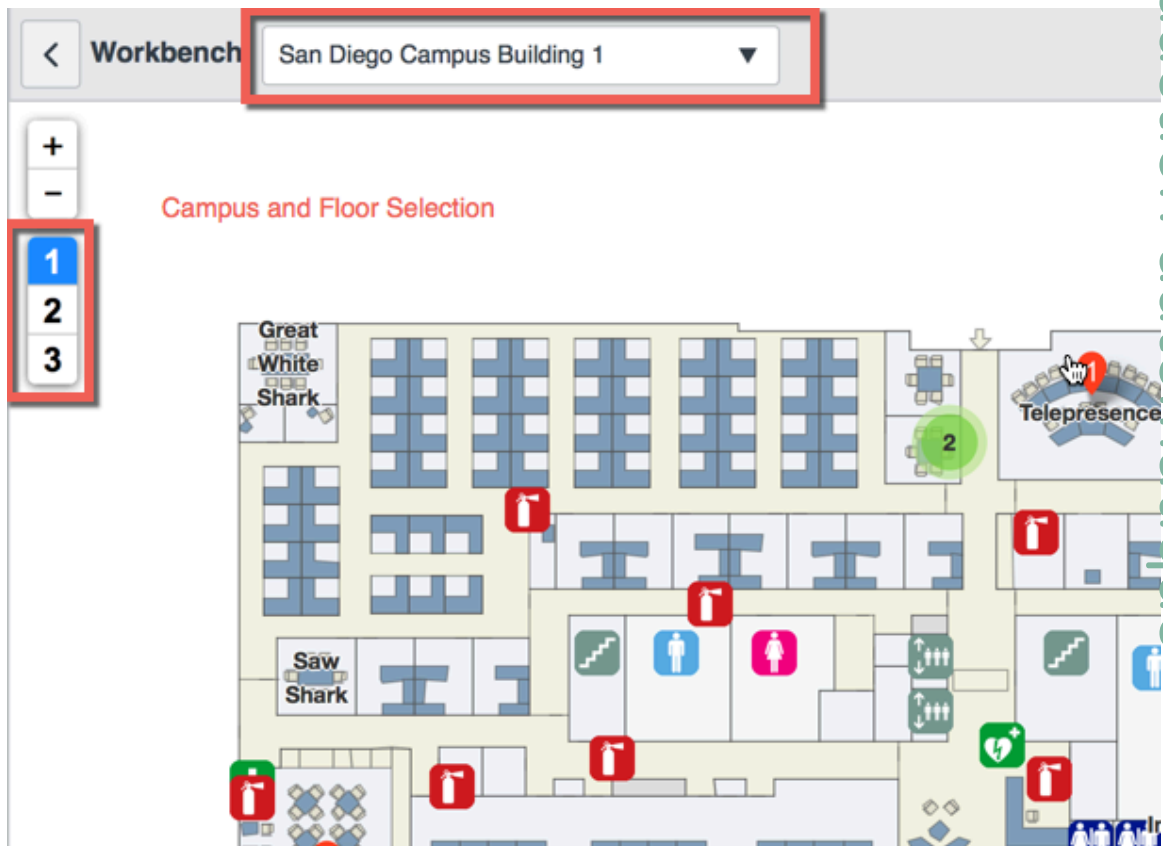 Workbench
San Diego Campus Building 1
+
−
Campus and Floor Selection
1
2
3
Great
White
Shark
1
Telepresence
2
Saw
Shark